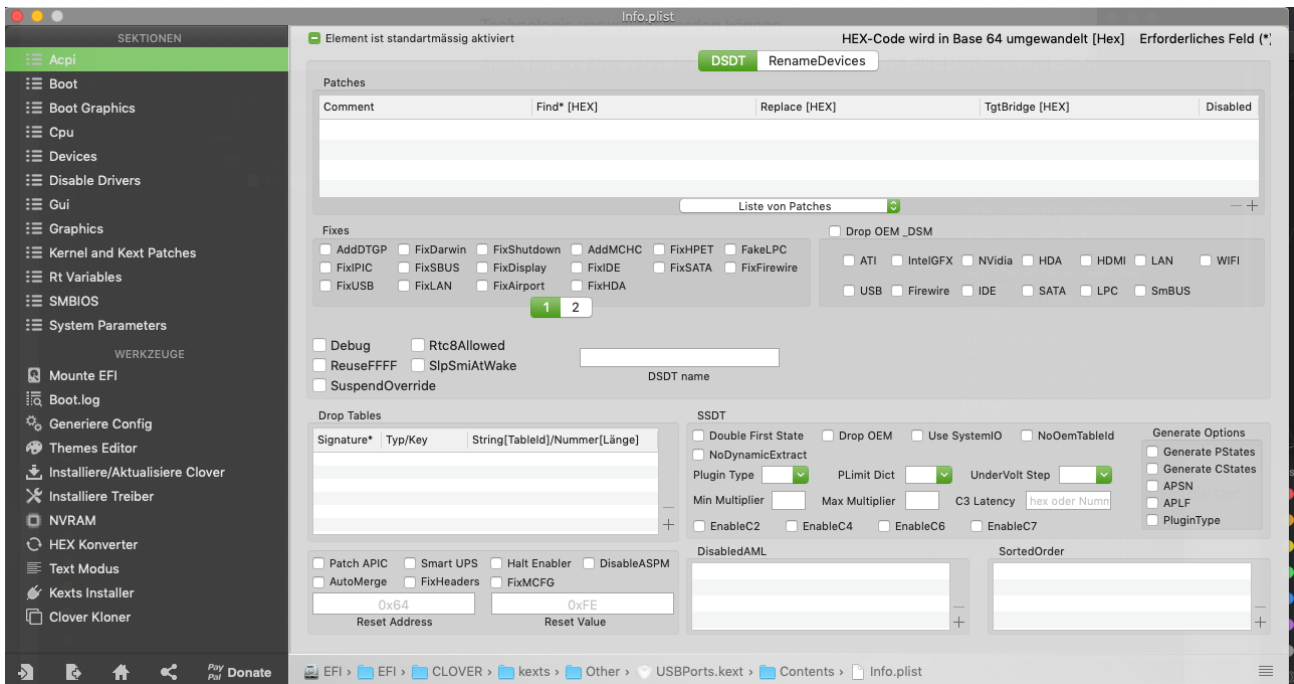 Info.plist
SEKTIONEN
Acpi
Boot
Boot Graphics
Cpu
Devices
Disable Drivers
Gui
Graphics
Kernel and Kext Patches
Rt Variables
SMBIOS
System Parameters
WERKZEUGE
Mounte EFI
Boot.log
Generiere Config
Themes Editor
Installiere/Aktualisiere Clover
Installiere Treiber
NVRAM
HEX Konverter
Text Modus
Kexts Installer
Clover Kloner
Pay Pal Donate
Element ist standartmässig aktiviert HEX-Code wird in Base 64 umgewandelt [Hex] Erforderliches Feld (*)
DSDT RenameDevices
Patches
Comment Find* [HEX] Replace [HEX] TgtBridge [HEX] Disabled
Liste von Patches
Fixes
AddDTGP FixDarwin FixShutdown AddMCHC FixHPET FakeLPC
FixIPIC FixSBUS FixDisplay FixIDE FixSATA FixFirewire
FixUSB FixLAN FixAirport FixHDA
1 2
Drop OEM _DSM
ATI IntelGFX NVidia HDA HDMI LAN WIFI
USB Firewire IDE SATA LPC SmBUS
Debug Rtc8Allowed
ReuseFFFF SlpSmiAtWake
SuspendOverride
DSDT name
Drop Tables
Signature* Typ/Key String[TableId]/Nummer[Länge]
SSDT
Double First State Drop OEM Use SystemIO NoOemTableId
NoDynamicExtract
Plugin Type PLimit Dict UnderVolt Step
Min Multiplier Max Multiplier C3 Latency hex oder Numm
EnableC2 EnableC4 EnableC6 EnableC7
Generate Options
Generate PStates
Generate CStates
APSN
APLF
PluginType
Patch APIC Smart UPS Halt Enabler DisableASPM
AutoMerge FixHeaders FixMCFG
0x64 0xFE
Reset Address Reset Value
DisabledAML SortedOrder
EFI › EFI › CLOVER › kexts › Other › USBPorts.kext › Contents › Info.plist